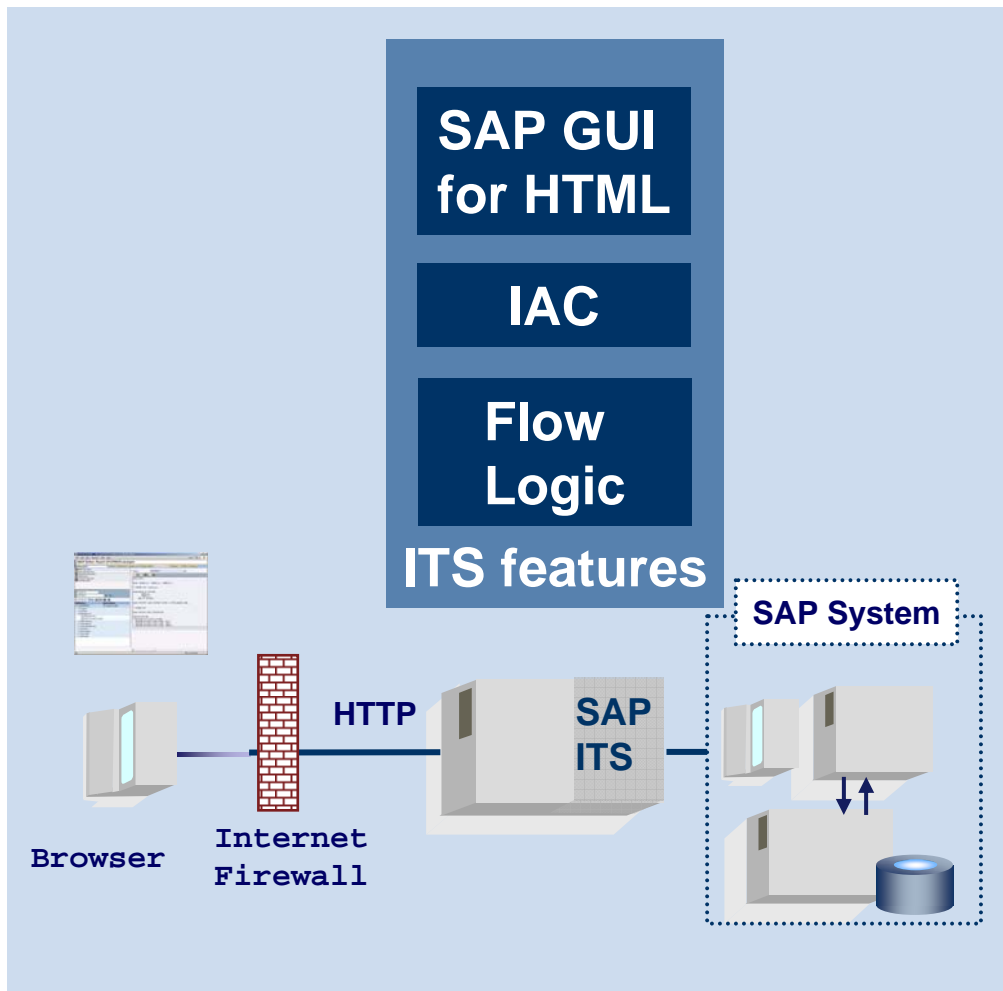 SAP GUI
for HTML
IAC
Flow
Logic
ITS features
SAP System
HTTP
SAP
ITS
Browser
Internet
Firewall